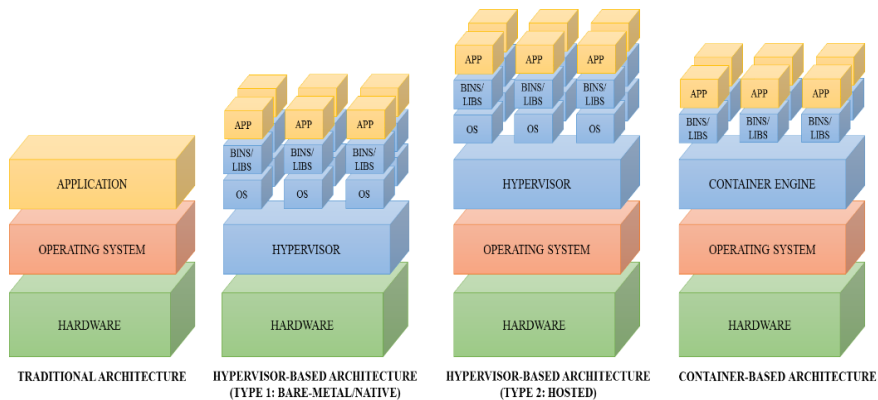 APPLICATION
OPERATING SYSTEM
HARDWARE
TRADITIONAL ARCHITECTURE
APP APP APP
BINS/ BINS/ BINS/
LIBS LIBS LIBS
OS OS OS
HYPERVISOR
HARDWARE
HYPERVISOR-BASED ARCHITECTURE
(TYPE 1: BARE-METAL/NATIVE)
APP APP APP
BINS/ BINS/ BINS/
LIBS LIBS LIBS
OS OS OS
HYPERVISOR
OPERATING SYSTEM
HARDWARE
HYPERVISOR-BASED ARCHITECTURE
(TYPE 2: HOSTED)
APP APP APP
BINS/ BINS/ BINS/
LIBS LIBS LIBS
CONTAINER ENGINE
OPERATING SYSTEM
HARDWARE
CONTAINER-BASED ARCHITECTURE